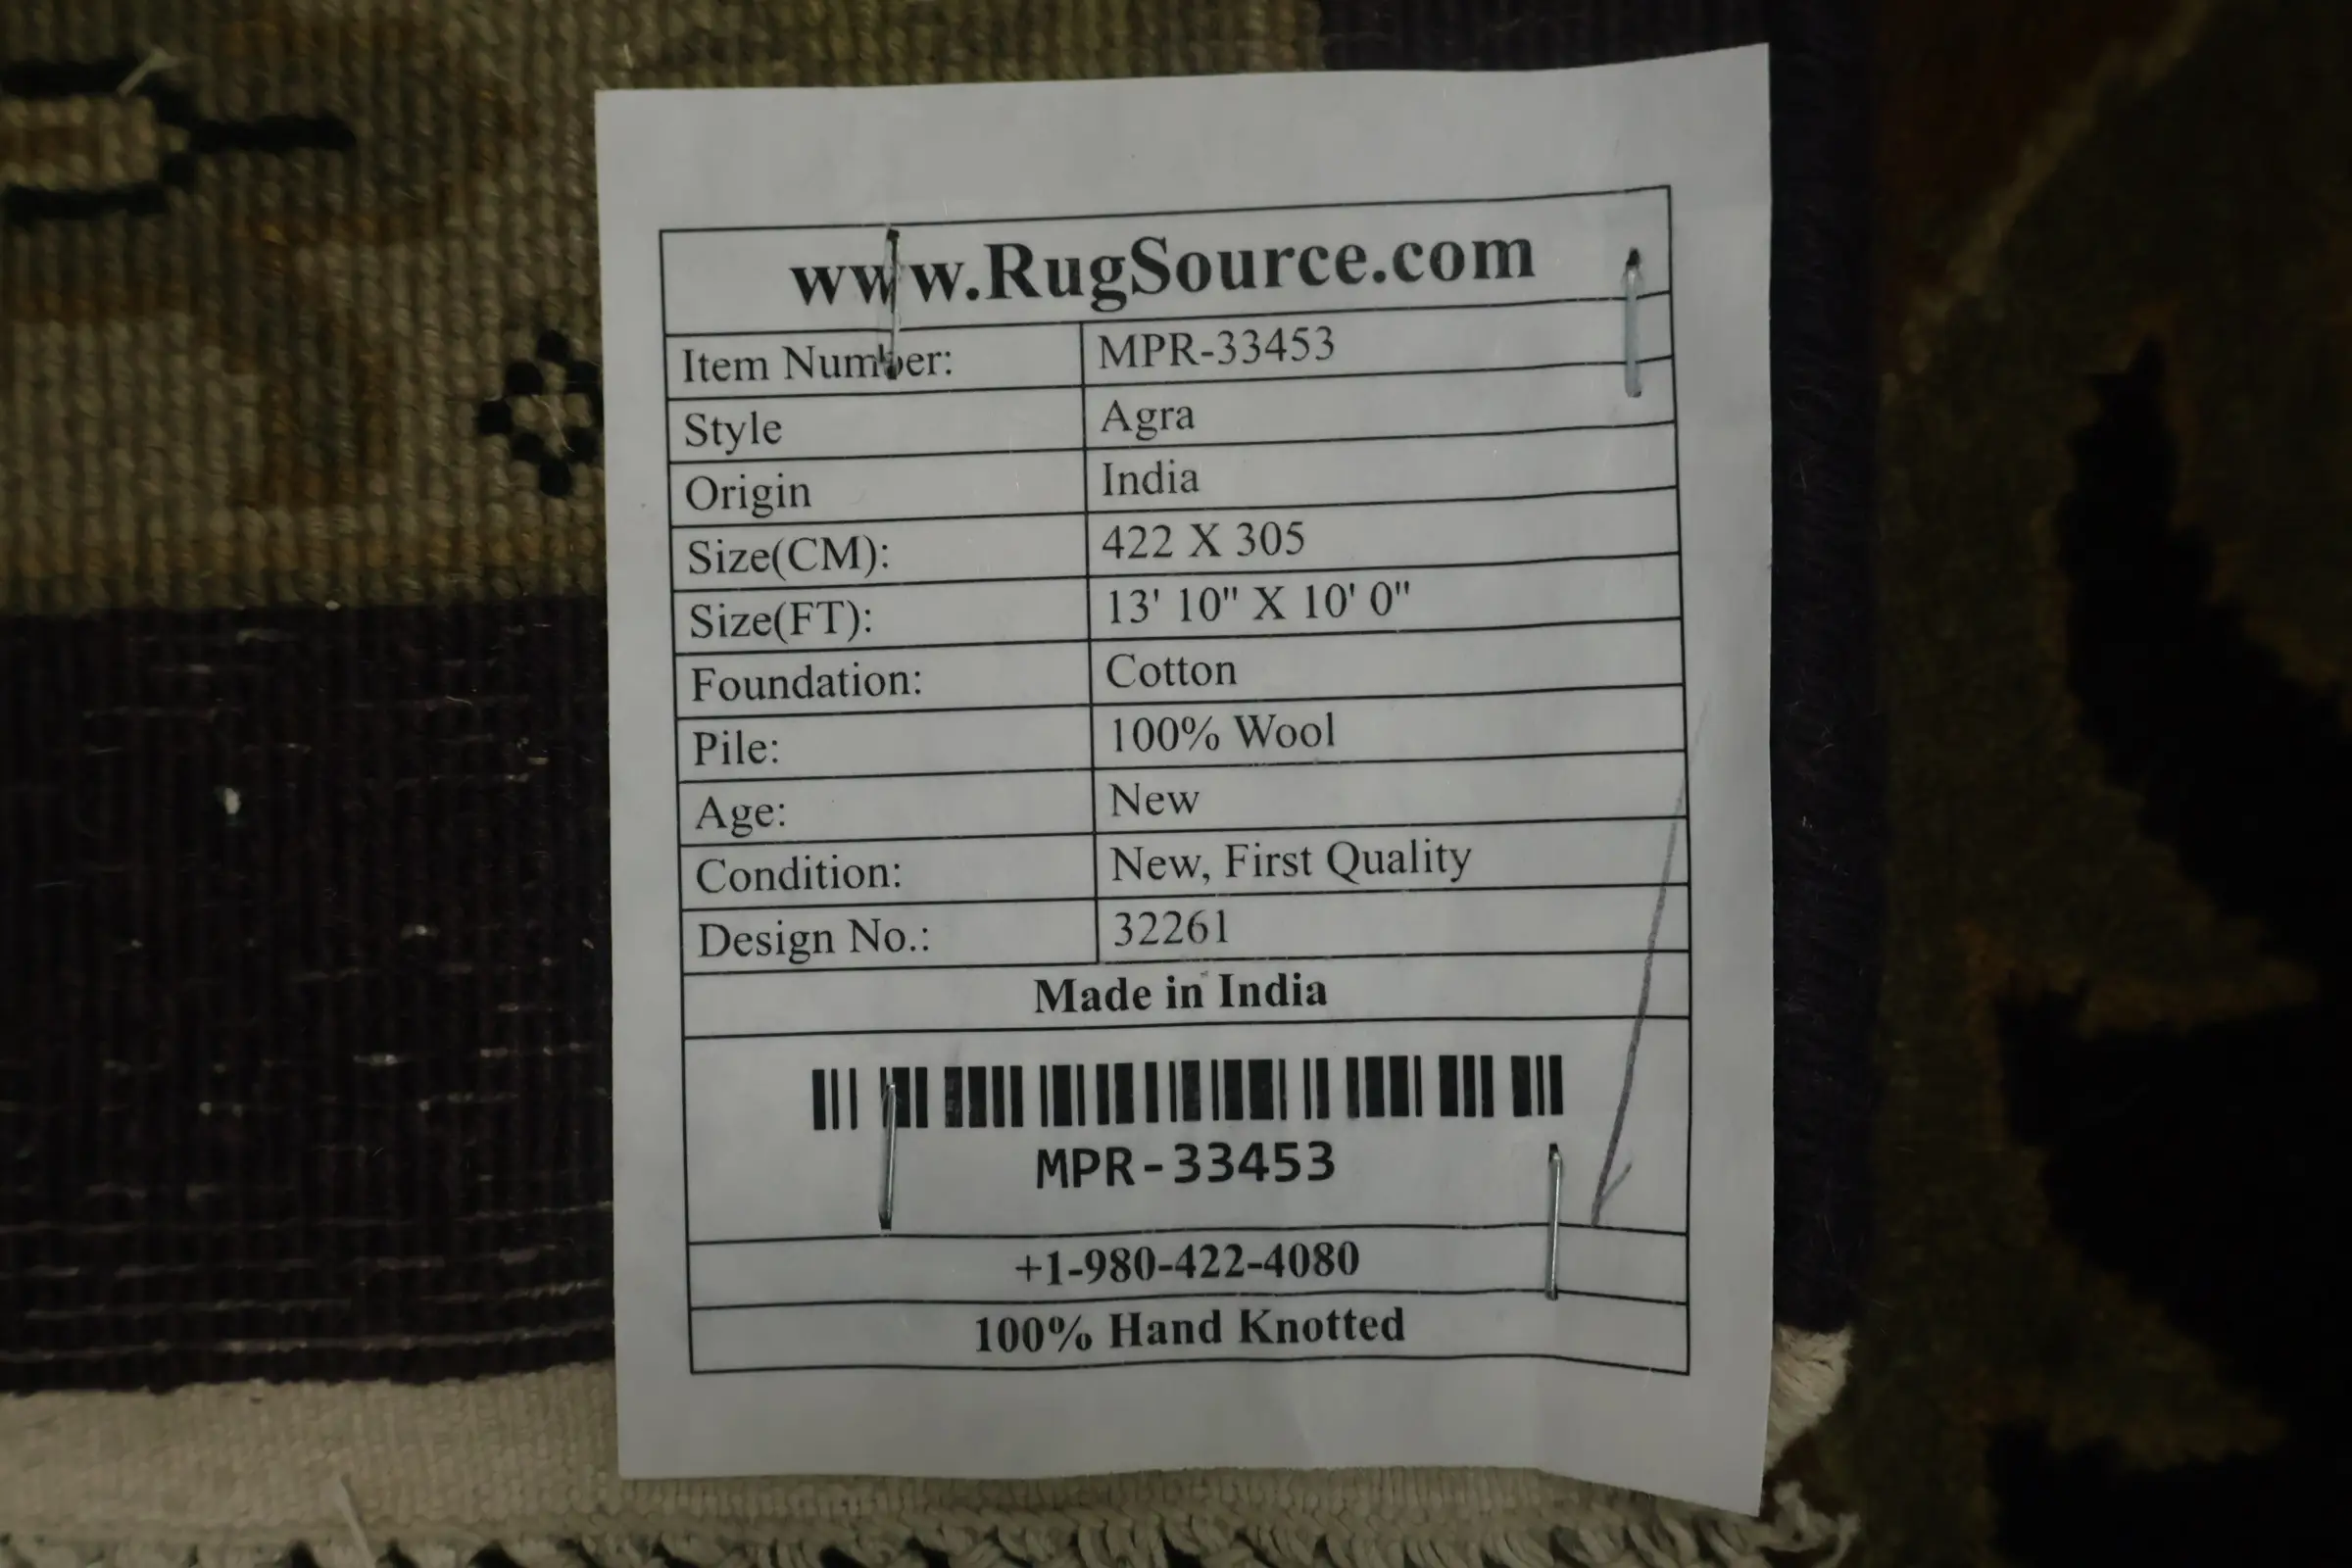 www.RugSource.com
Item Number: MPR-33453
Style Agra
Origin India
Size(CM): 422 X 305
Size(FT): 13' 10" X 10' 0"
Foundation: Cotton
Pile: 100% Wool
Age: New
Condition: New, First Quality
Design No.: 32261
Made in India
MPR-33453
+1-980-422-4080
100% Hand Knotted